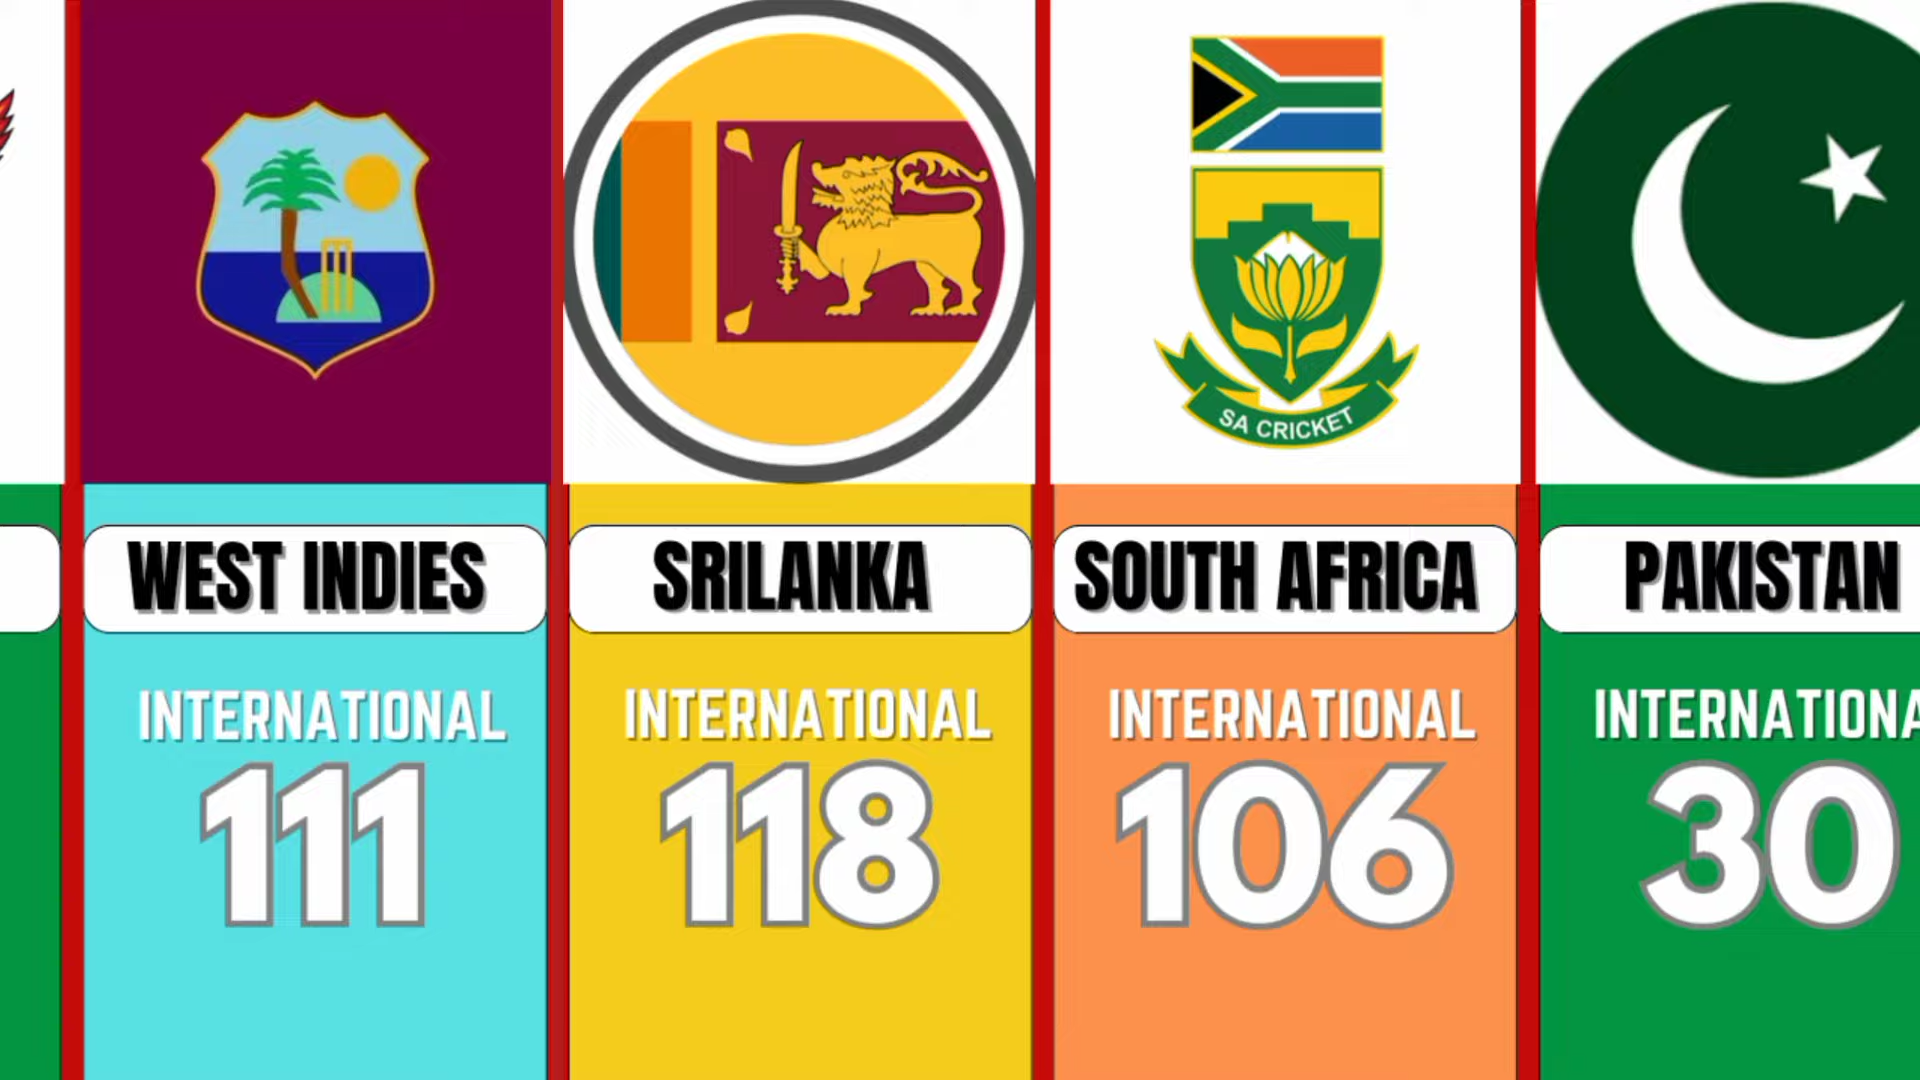 SA CRICKET
WEST INDIES
SRILANKA
SOUTH AFRICA
PAKISTAN
INTERNATIONAL
INTERNATIONAL
INTERNATIONAL
INTERNATIONA
111
118
106
30